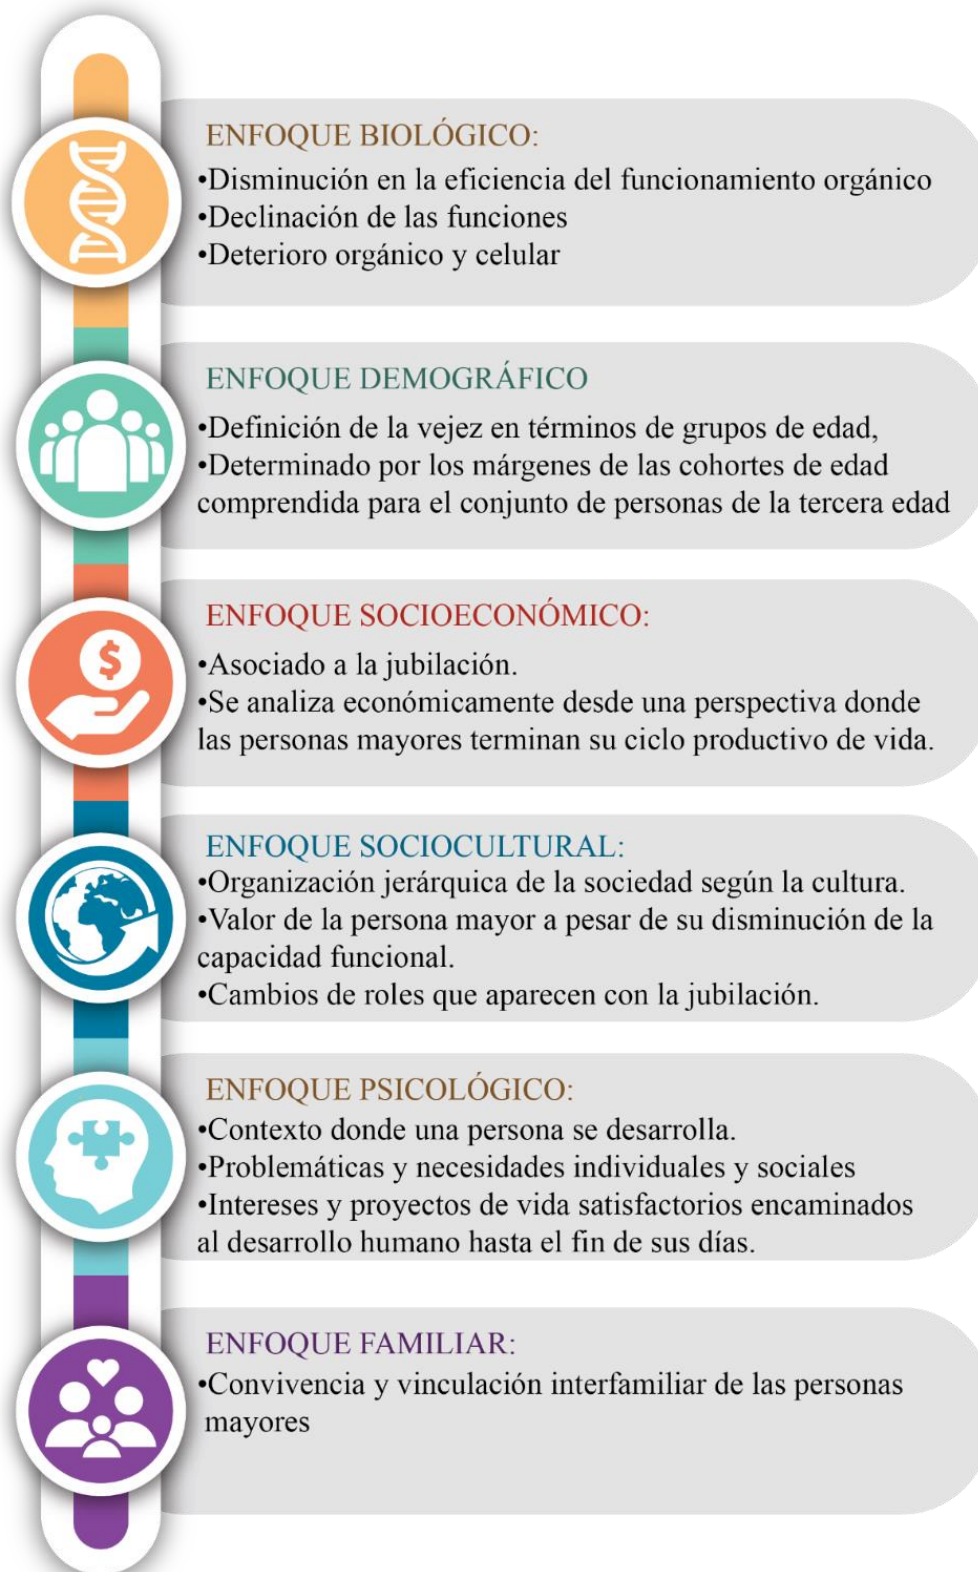 ENFOQUE BIOLÓGICO:
•Disminución en la eficiencia del funcionamiento orgánico
•Declinación de las funciones
•Deterioro orgánico y celular
ENFOQUE DEMOGRÁFICO
•Definición de la vejez en términos de grupos de edad,
•Determinado por los márgenes de las cohortes de edad
comprendida para el conjunto de personas de la tercera edad
$
ENFOQUE SOCIOECONÓMICO:
•Asociado a la jubilación.
•Se analiza económicamente desde una perspectiva donde
las personas mayores terminan su ciclo productivo de vida.
ENFOQUE SOCIOCULTURAL:
•Organización jerárquica de la sociedad según la cultura.
•Valor de la persona mayor a pesar de su disminución de la
capacidad funcional.
•Cambios de roles que aparecen con la jubilación.
ENFOQUE PSICOLÓGICO:
•Contexto donde una persona se desarrolla.
•Problemáticas y necesidades individuales y sociales
•Intereses y proyectos de vida satisfactorios encaminados
al desarrollo humano hasta el fin de sus días.
ENFOQUE FAMILIAR:
•Convivencia y vinculación interfamiliar de las personas
mayores